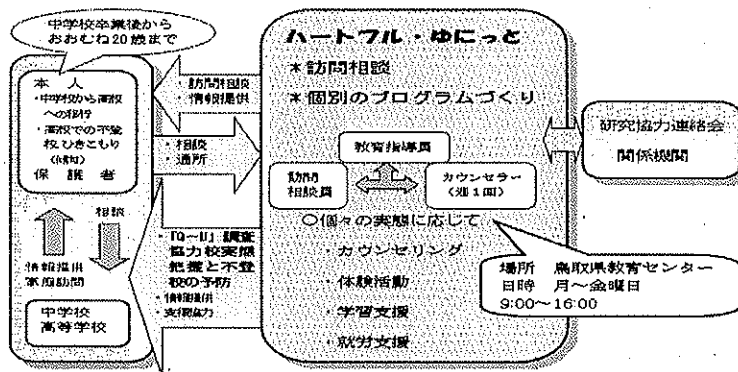 中学校卒業後から
おおむね20歳まで
本人
・中学校から高校
への移行
・高校での不登
校、ひきこもり
(傾向)
保護者
相談
情報提供
家庭訪問
中学校
高等学校
・訪問相談
・情報提供
・相談
・通所
・「Q-U」調査
協力校実態
把握と不登
校の予防
・情報提供
・支援協力
ハートフル・ゆにっと
＊訪問相談
＊個別のプログラムづくり
教育指導員
訪問
相談員
カウンセラー
(週1回)
○個々の実態に応じて
・カウンセリング
・体験活動
・学習支援
・就労支援
研究協力連絡会
関係機関
場所 鳥取県教育センター
日時 月～金曜日
9:00～16:00